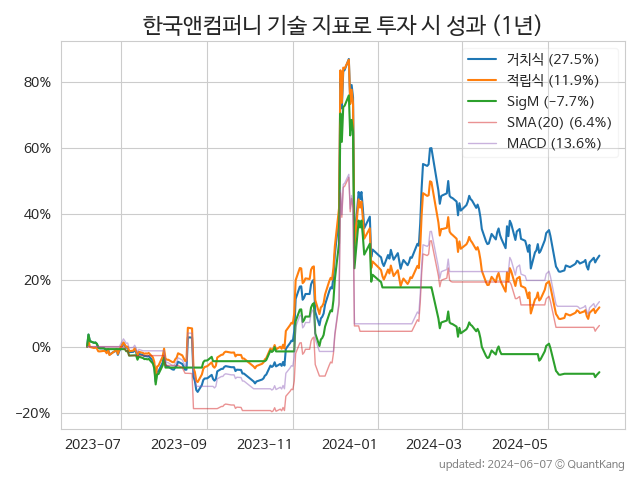 한국앤컴퍼니 기술 지표로 투자 시 성과 (1년)
거치식 (27.5%)
적립식 (11.9%)
SigM (−7.7%)
SMA(20) (6.4%)
MACD (13.6%)
80%
60%
40%
20%
0%
−20%
2023−07
2023−09
2023−11
2024−01
2024−03
2024−05
updated: 2024−06−07 © QuantKang